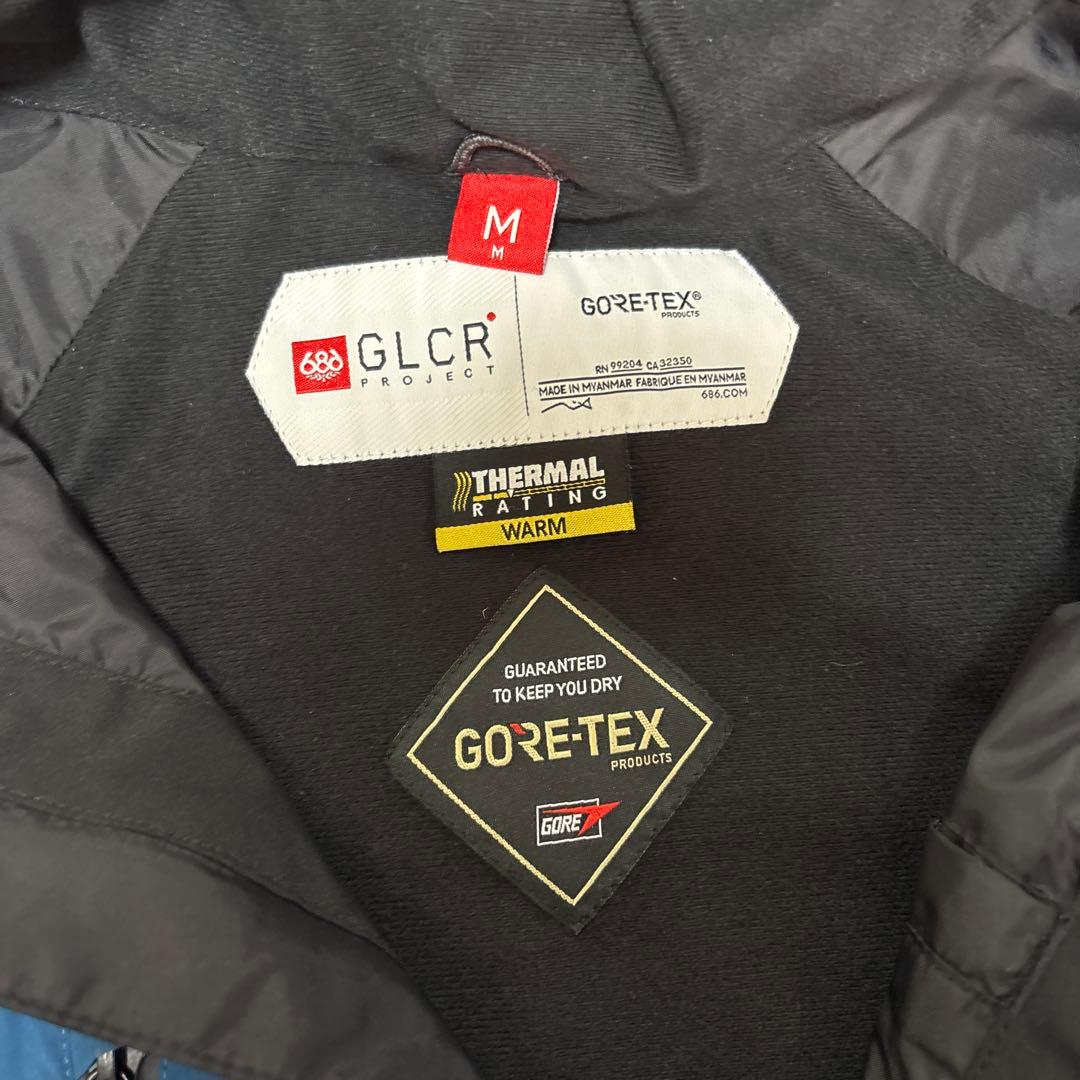 M
M
686 GLCR
PROJECT
GORE-TEX®
PRODUCTS
RN 99204 CA 32350
MADE IN MYANMAR FABRIQUE EN MYANMAR
686.COM
THERMAL
RATING
WARM
GUARANTEED
TO KEEP YOU DRY
GORE-TEX
PRODUCTS
GORE